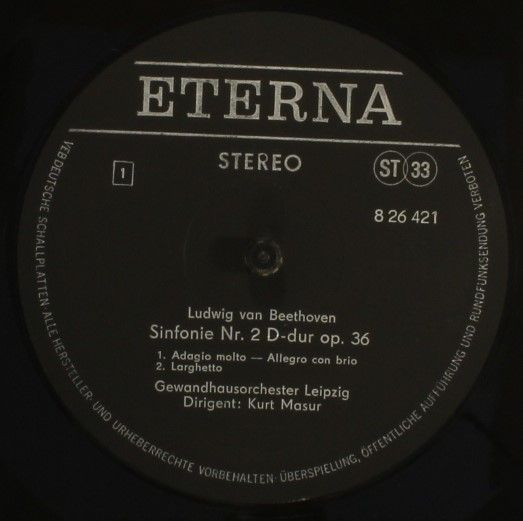 ETERNA
STEREO
1
ST 33
8 26 421
Ludwig van Beethoven
Sinfonie Nr. 2 D-dur op. 36
1. Adagio molto — Allegro con brio
2. Larghetto
Gewandhausorchester Leipzig
Dirigent: Kurt Masur
VEB DEUTSCHE SCHALLPLATTEN ALLE HERSTELLER- UND URHEBERRECHTE VORBEHALTEN · ÜBERSPIELUNG, ÖFFENTLICHE AUFFÜHRUNG UND RUNDFUNKSENDUNG VERBOTEN